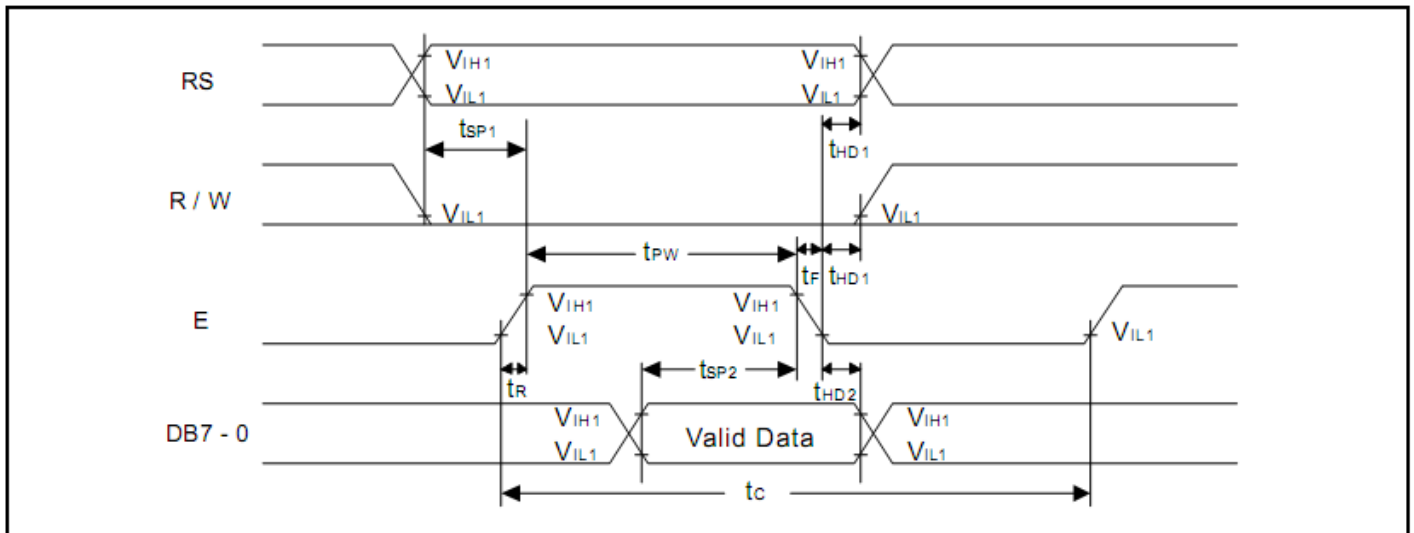 RS
VIH1 VIH1
VIL1 VIL1
tSP1 tHD1
R / W
VIL1 VIL1
tPW
tF tHD1
E
VIH1 VIH1
VIL1 VIL1 VIL1
tR tSP2 tHD2
DB7 - 0
VIH1 Valid Data VIH1
VIL1 VIL1
tC